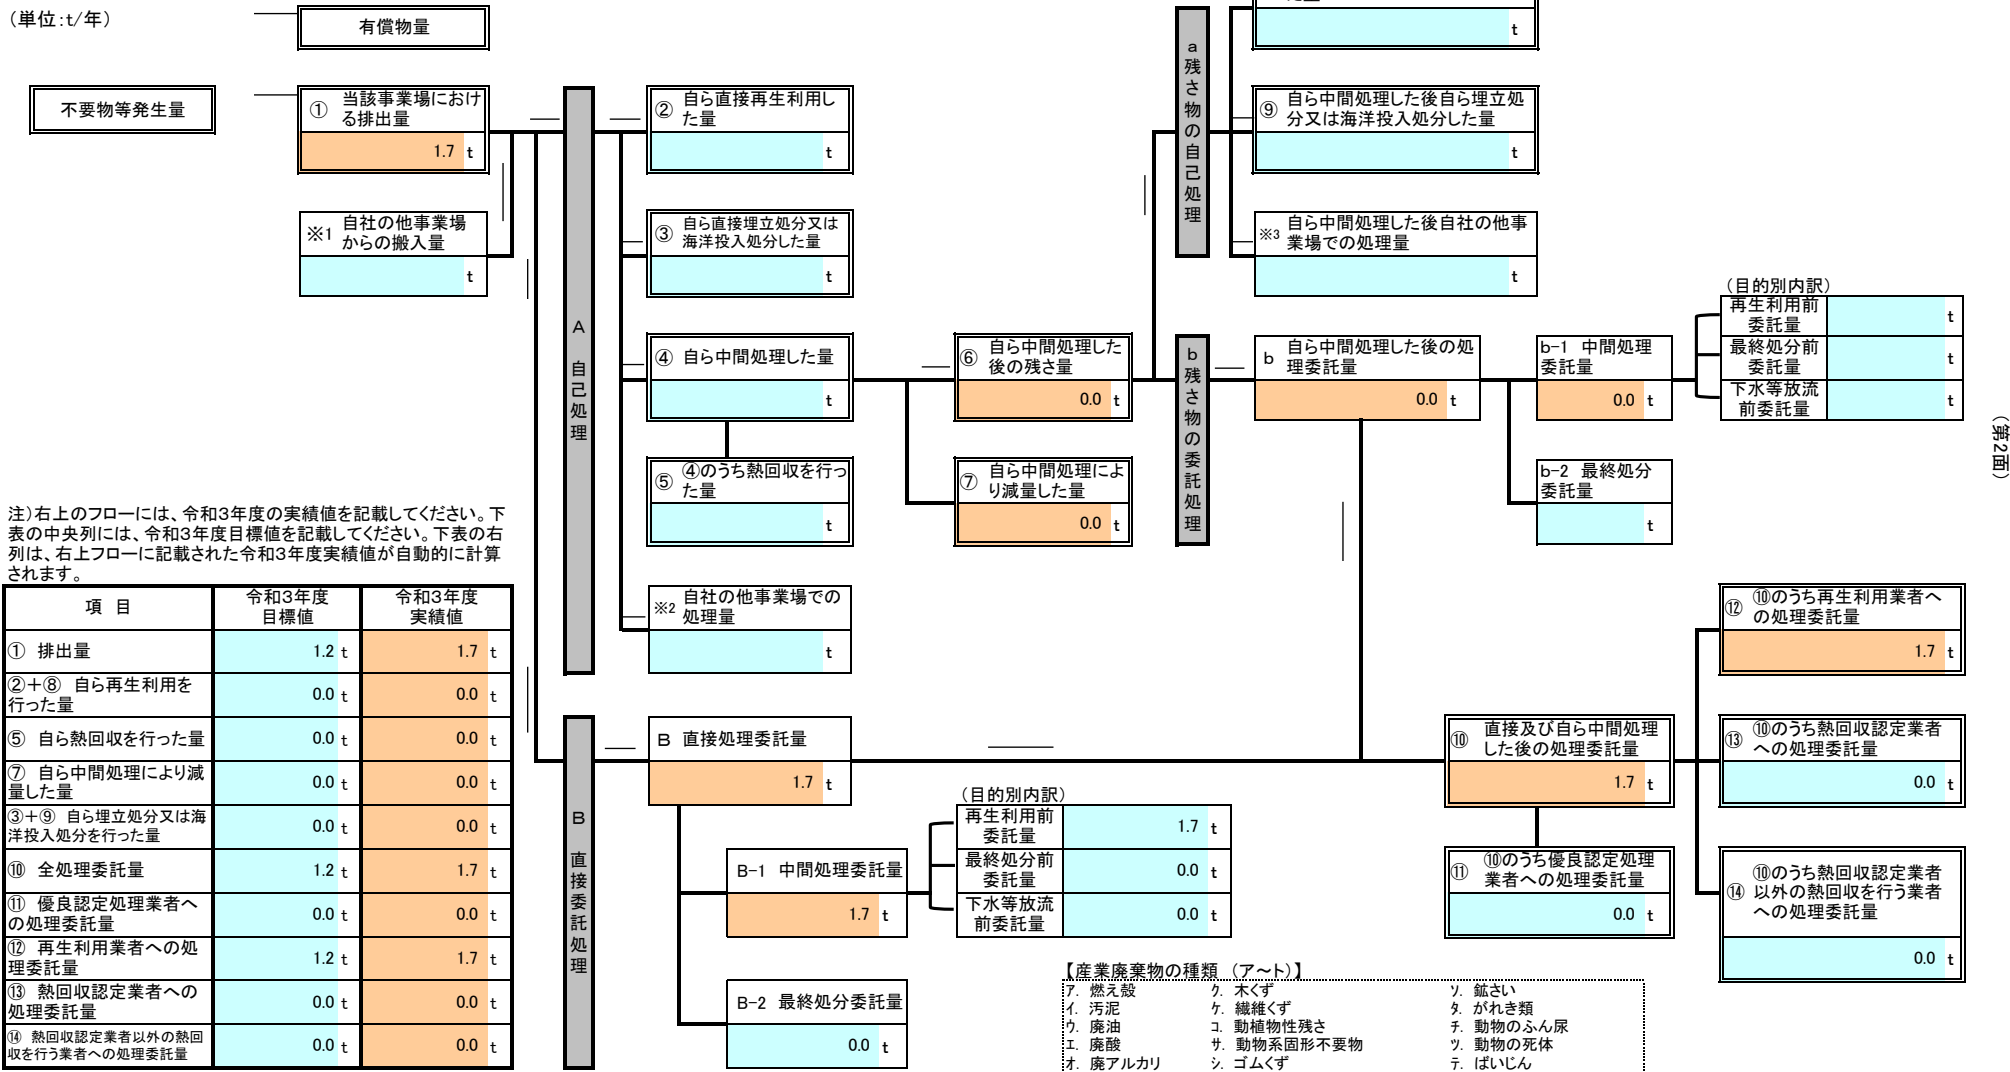 (単位:t/年)
有償物量
不要物等発生量
① 当該事業場におけ
る排出量
1.7 t
※1 自社の他事業場
からの搬入量
t
A 自己処理
② 自ら直接再生利用し
た量
t
③ 自ら直接埋立処分又は
海洋投入処分した量
t
④ 自ら中間処理した量
t
⑤ ④のうち熱回収を行っ
た量
t
※2 自社の他事業場での
処理量
t
⑥ 自ら中間処理した
後の残さ量
0.0 t
⑦ 自ら中間処理によ
り減量した量
0.0 t
a 残さ物の自己処理
t
⑨ 自ら中間処理した後自ら埋立処
分又は海洋投入処分した量
t
※3 自ら中間処理した後自社の他事
業場での処理量
t
b 残さ物の委託処理
b 自ら中間処理した後の処
理委託量
0.0 t
b-1 中間処理
委託量
0.0 t
b-2 最終処分
委託量
t
(目的別内訳)
再生利用前
委託量
t
最終処分前
委託量
t
下水等放流
前委託量
t
(第2面)
注)右上のフローには、令和3年度の実績値を記載してください。下
表の中央列には、令和3年度目標値を記載してください。下表の右
列は、右上フローに記載された令和3年度実績値が自動的に計算
されます。
項 目 令和3年度
目標値 令和3年度
実績値
① 排出量 1.2 t 1.7 t
②+⑧ 自ら再生利用を
行った量 0.0 t 0.0 t
⑤ 自ら熱回収を行った量 0.0 t 0.0 t
⑦ 自ら中間処理により減
量した量 0.0 t 0.0 t
③+⑨ 自ら埋立処分又は海
洋投入処分を行った量 0.0 t 0.0 t
⑩ 全処理委託量 1.2 t 1.7 t
⑪ 優良認定処理業者へ
の処理委託量 0.0 t 0.0 t
⑫ 再生利用業者への処
理委託量 1.2 t 1.7 t
⑬ 熱回収認定業者への
処理委託量 0.0 t 0.0 t
⑭ 熱回収認定業者以外の熱回
収を行う業者への処理委託量 0.0 t 0.0 t
B 直接委託処理
B 直接処理委託量
1.7 t
B-1 中間処理委託量
1.7 t
B-2 最終処分委託量
0.0 t
(目的別内訳)
再生利用前
委託量
1.7 t
最終処分前
委託量
0.0 t
下水等放流
前委託量
0.0 t
⑩ 直接及び自ら中間処理
した後の処理委託量
1.7 t
⑪ ⑩のうち優良認定処理
業者への処理委託量
0.0 t
⑫ ⑩のうち再生利用業者へ
の処理委託量
1.7 t
⑬ ⑩のうち熱回収認定業者
への処理委託量
0.0 t
⑭ ⑩のうち熱回収認定業者
以外の熱回収を行う業者
への処理委託量
0.0 t
【産業廃棄物の種類 (ア~ト)】
ア. 燃え殻 ク. 木くず ソ. 鉱さい
イ. 汚泥 ケ. 繊維くず タ. がれき類
ウ. 廃油 コ. 動植物性残さ チ. 動物のふん尿
エ. 廃酸 サ. 動物系固形不要物 ツ. 動物の死体
オ. 廃アルカリ シ. ゴムくず テ. ばいじん